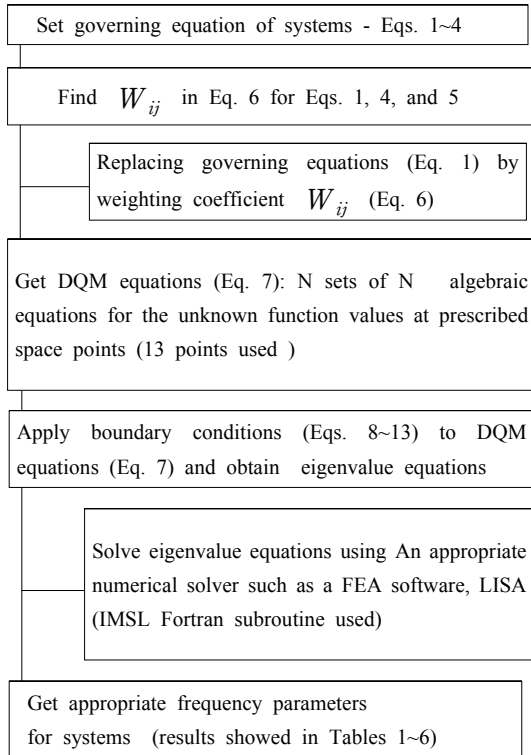 Set governing equation of systems - Eqs. 1~4
Find W_ij in Eq. 6 for Eqs. 1, 4, and 5
Replacing governing equations (Eq. 1) by
weighting coefficient W_ij (Eq. 6)
Get DQM equations (Eq. 7): N sets of N algebraic
equations for the unknown function values at prescribed
space points (13 points used )
Apply boundary conditions (Eqs. 8~13) to DQM
equations (Eq. 7) and obtain eigenvalue equations
Solve eigenvalue equations using An appropriate
numerical solver such as a FEA software, LISA
(IMSL Fortran subroutine used)
Get appropriate frequency parameters
for systems (results showed in Tables 1~6)